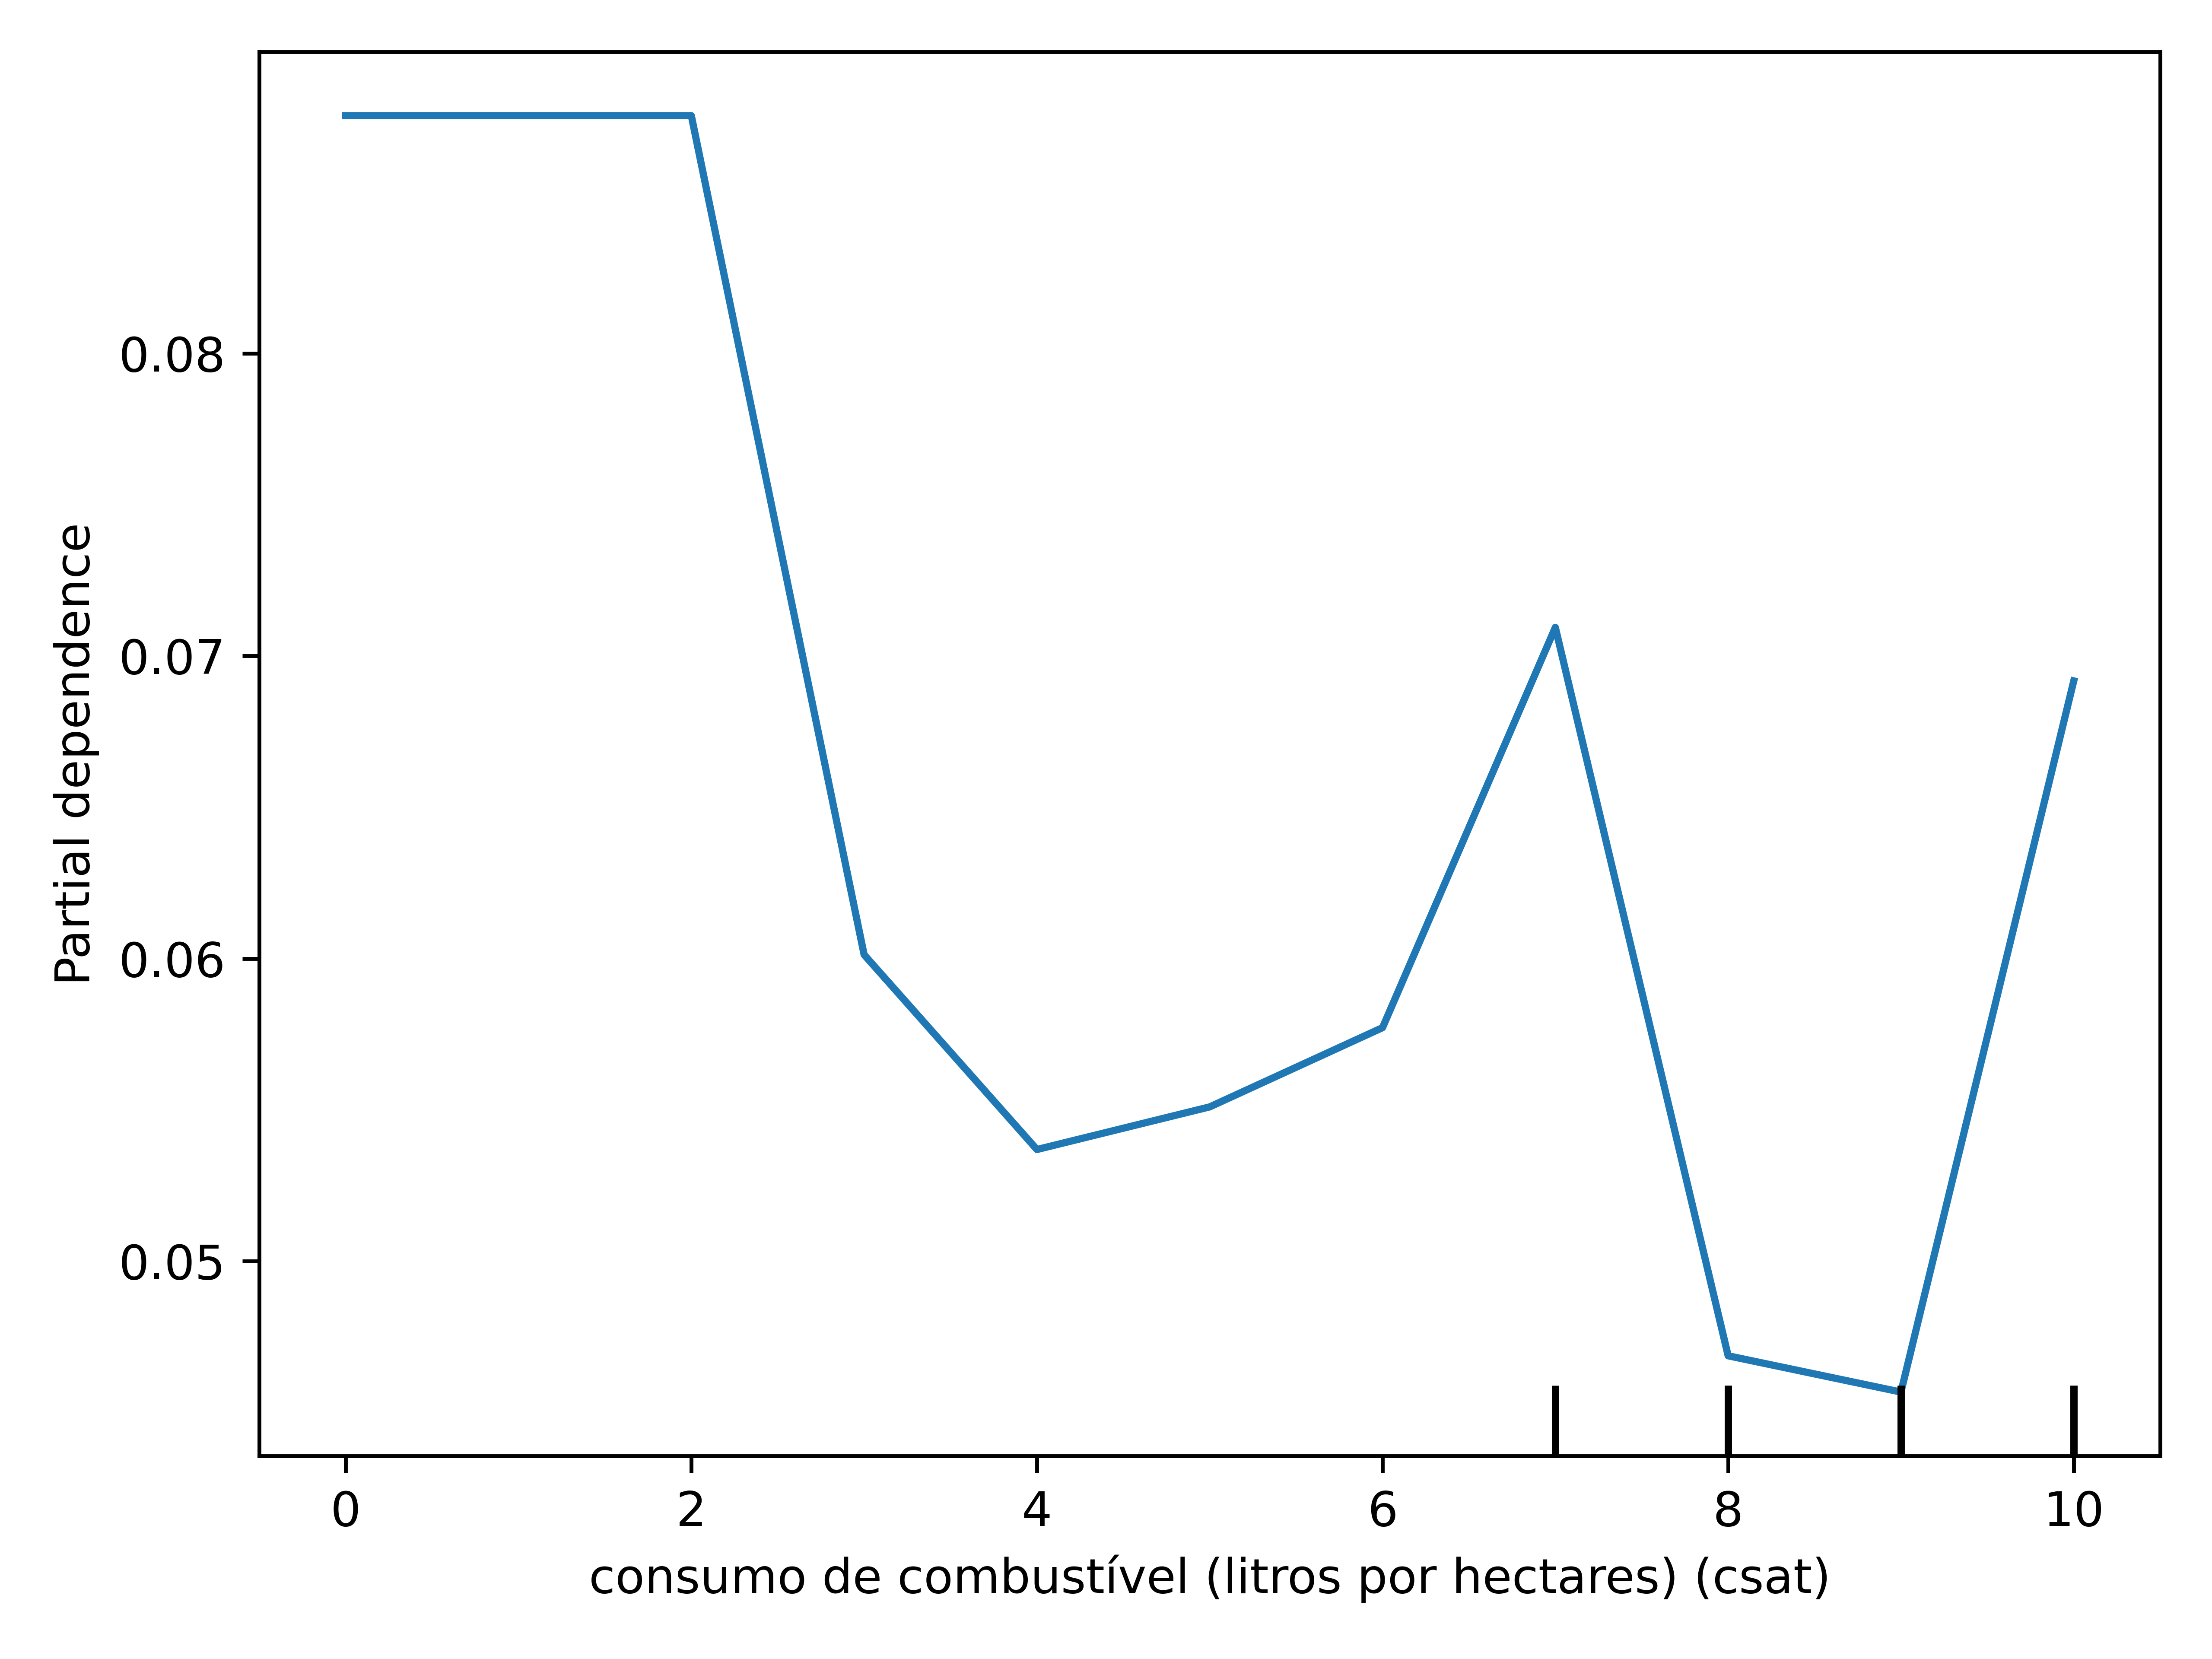 Partial dependence
0.08
0.07
0.06
0.05
0 2 4 6 8 10
consumo de combustível (litros por hectares) (csat)